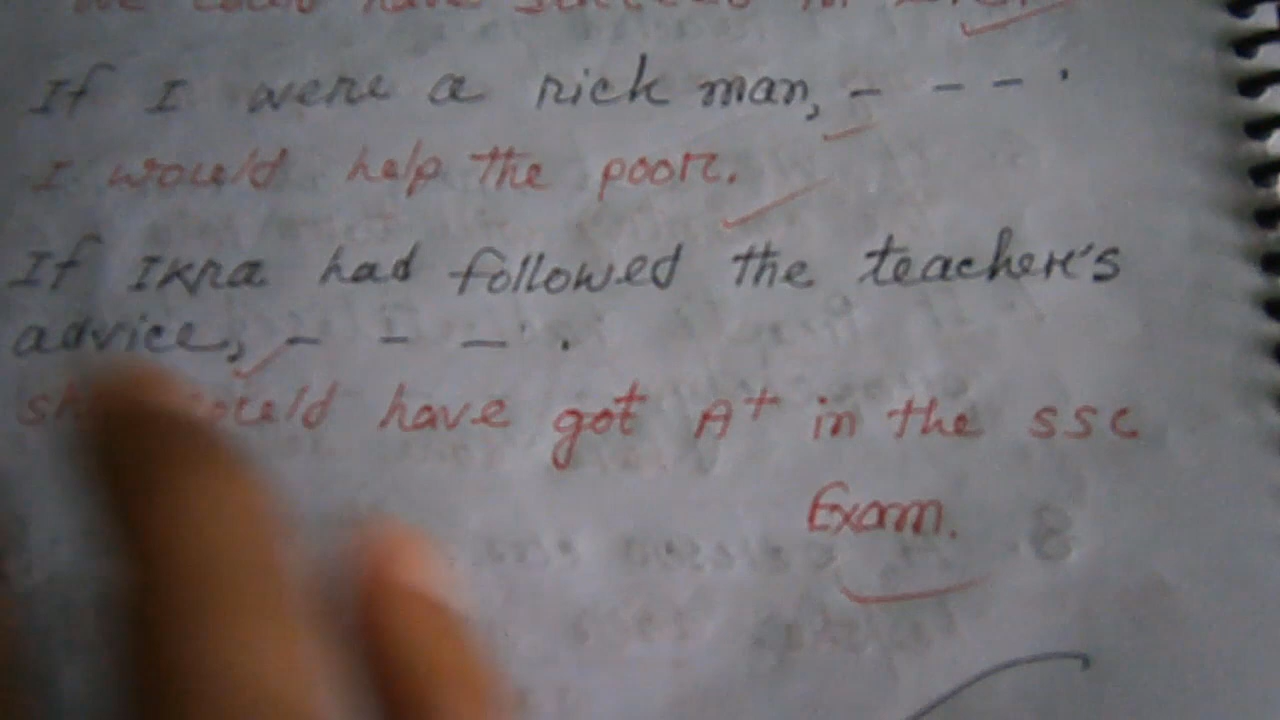 If I were a rich man, - - - - .
I would help the poor.
If Ikra had followed the teacher's
advice, - - - .
could have got A+ in the SSC
Exam.